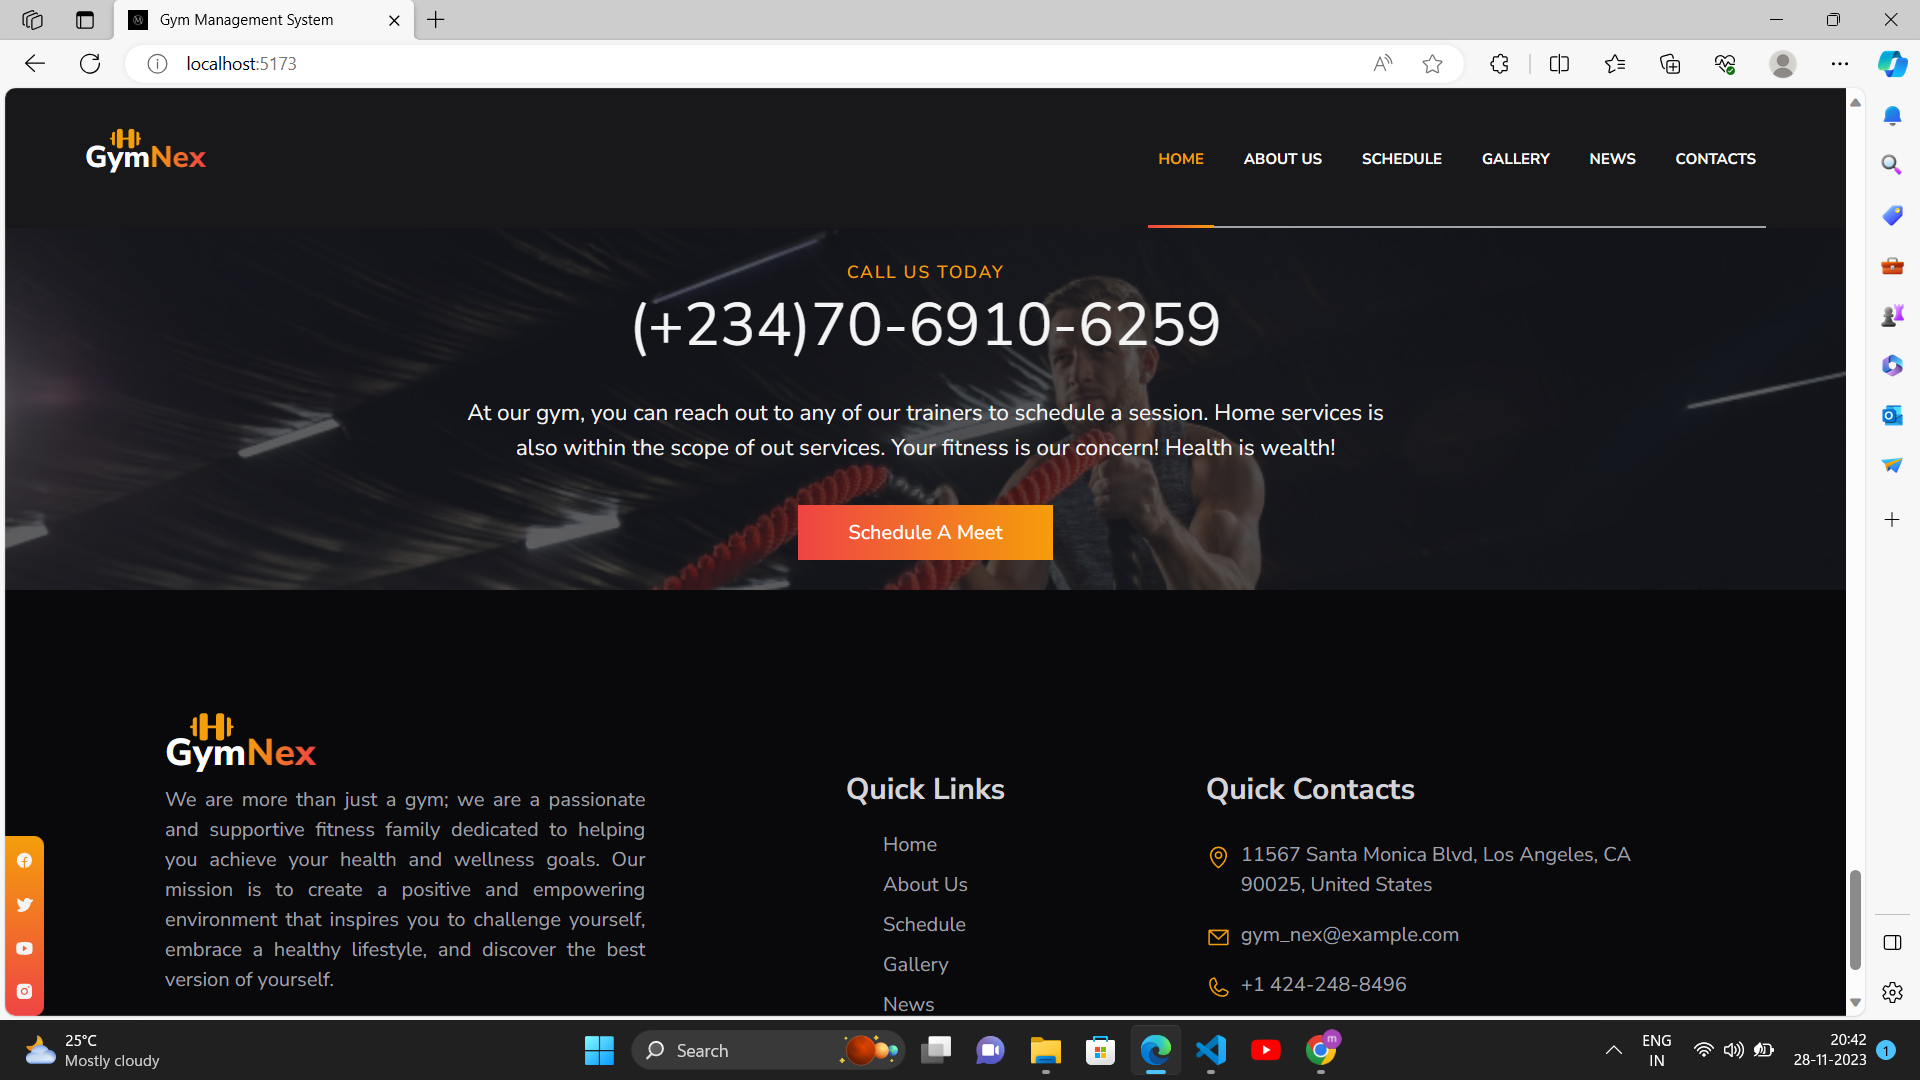 Gym Management System
localhost:5173
GymNex
HOME
ABOUT US
SCHEDULE
GALLERY
NEWS
CONTACTS
CALL US TODAY
(+234)70-6910-6259
At our gym, you can reach out to any of our trainers to schedule a session. Home services is
also within the scope of out services. Your fitness is our concern! Health is wealth!
Schedule A Meet
GymNex
We are more than just a gym; we are a passionate
and supportive fitness family dedicated to helping
you achieve your health and wellness goals. Our
mission is to create a positive and empowering
environment that inspires you to challenge yourself,
embrace a healthy lifestyle, and discover the best
version of yourself.
Quick Links
Home
About Us
Schedule
Gallery
News
Quick Contacts
11567 Santa Monica Blvd, Los Angeles, CA
90025, United States
gym_nex@example.com
+1 424-248-8496
25°C
Mostly cloudy
Search
m
ENG
IN
20:42
28-11-2023
1